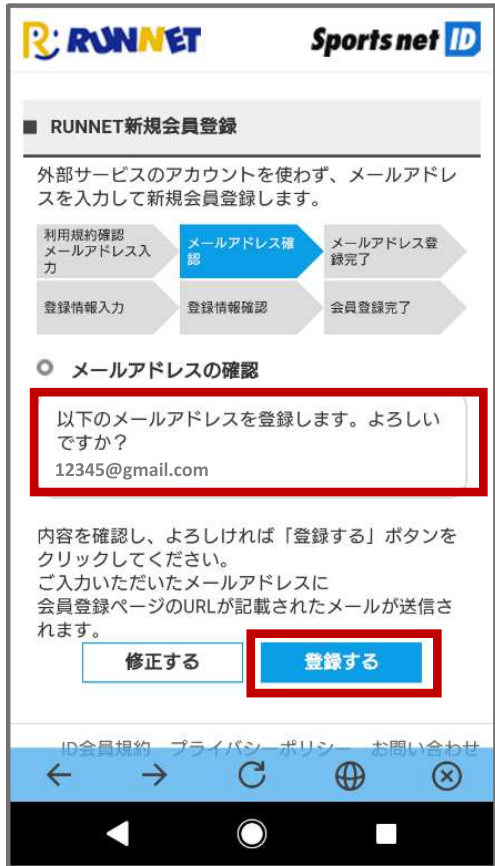 RUNNET Sports net ID
RUNNET新規会員登録
外部サービスのアカウントを使わず、メールアドレ
スを入力して新規会員登録します。
利用規約確認
メールアドレス入
力
メールアドレス確
認
メールアドレス登
録完了
登録情報入力
登録情報確認
会員登録完了
メールアドレスの確認
以下のメールアドレスを登録します。よろしい
ですか？
12345@gmail.com
内容を確認し、よろしければ「登録する」ボタンを
クリックしてください。
ご入力いただいたメールアドレスに
会員登録ページのURLが記載されたメールが送信さ
れます。
修正する 登録する
ID会員規約 プライバシーポリシー お問い合わせ